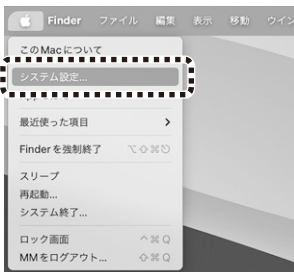 Finder ファイル 編集 表示 移動 ウイン
このMacについて
システム設定...
最近使った項目 >
Finderを強制終了 ⌥⇧⌘⎋
スリープ
再起動...
システム終了...
ロック画面 ^⌘Q
MMをログアウト... ⇧⌘Q